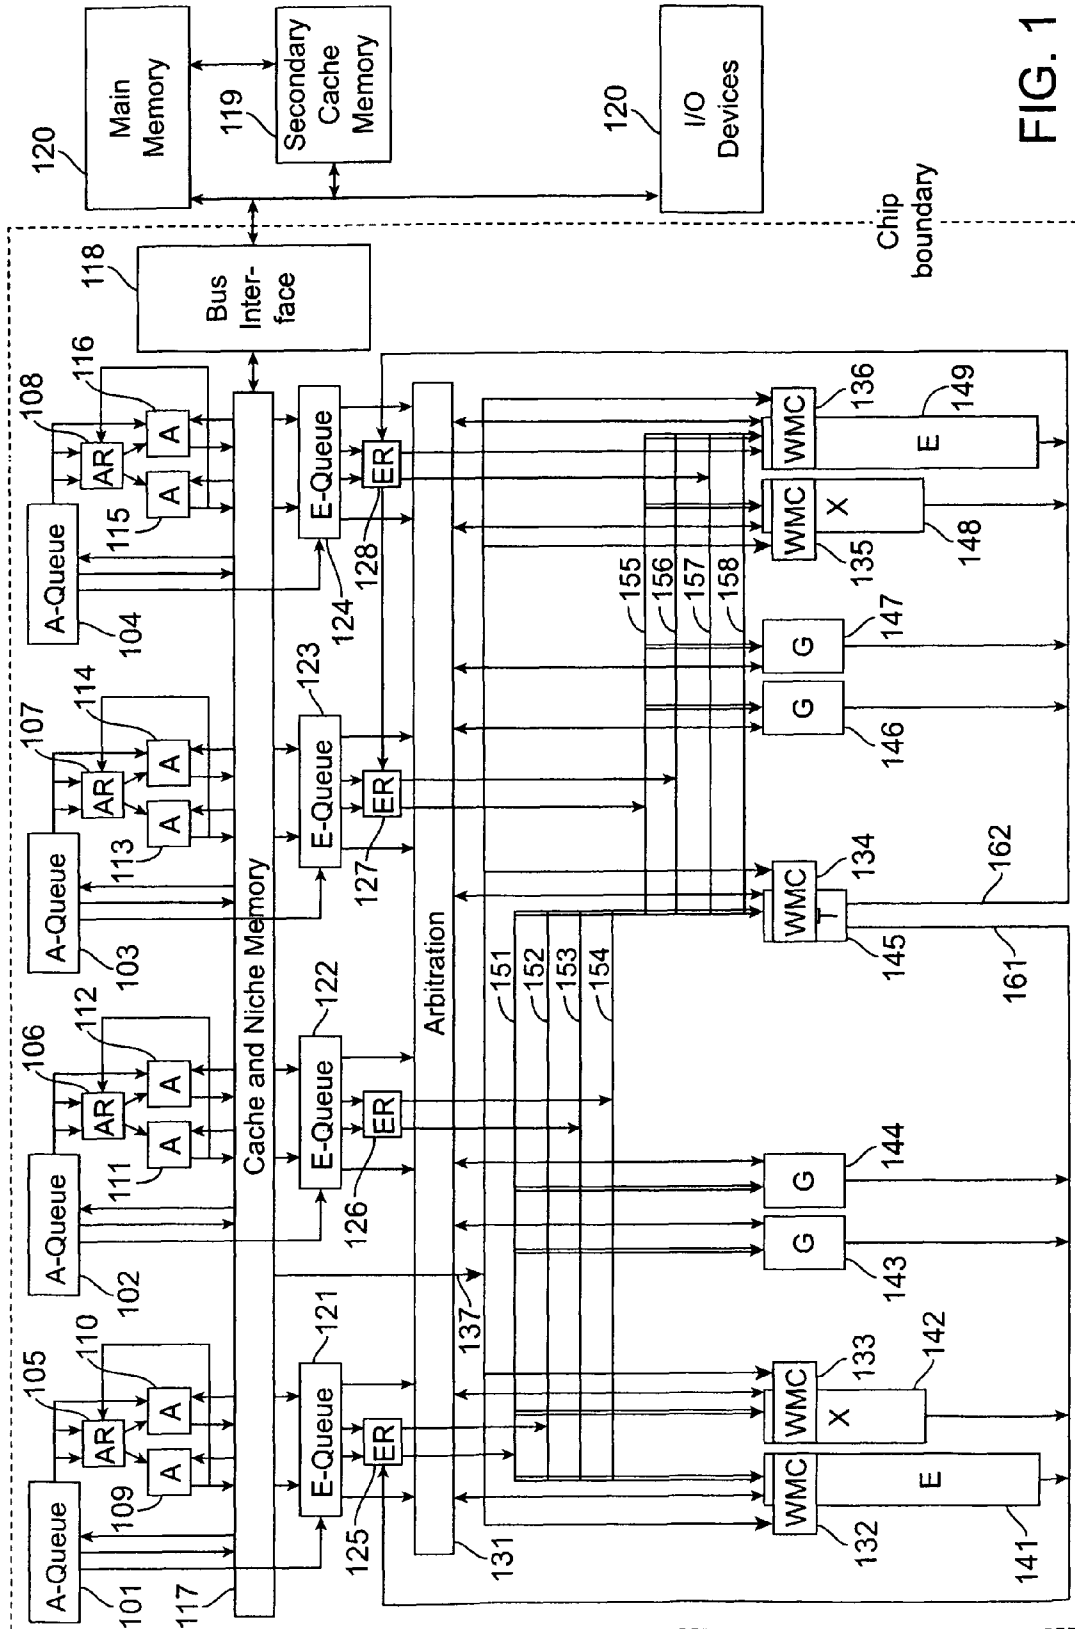 101
A-Queue
105
AR
110
109
A
A
102
A-Queue
106
AR
112
111
A
A
103
A-Queue
107
AR
114
113
A
A
104
A-Queue
108
AR
116
115
A
A
118
Bus
Inter-
face
120
Main
Memory
119
Secondary
Cache
Memory
117
Cache and Niche Memory
E-Queue
121
E-Queue
122
E-Queue
123
E-Queue
124
125
ER
126
ER
127
ER
128
ER
131
Arbitration
137
151
152
153
154
155
156
157
158
120
I/O
Devices
WMC
132
WMC
133
WMC
134
WMC
135
WMC
136
E
141
X
142
G
143
G
144
T
145
G
146
G
147
X
148
E
149
161
162
Chip
boundary
FIG. 1